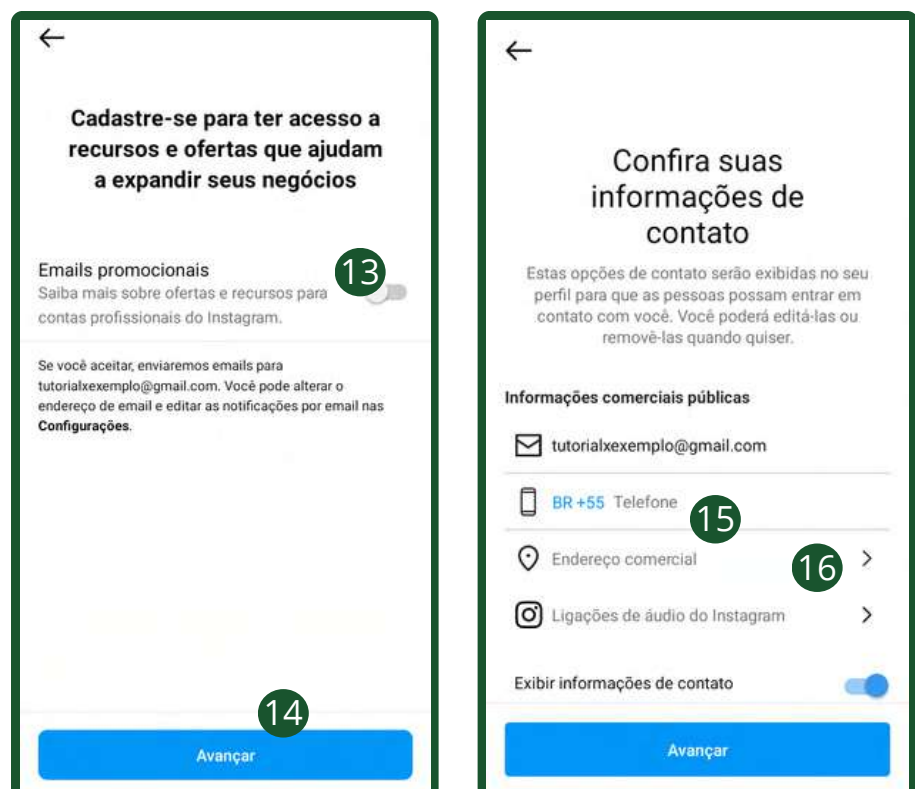 Cadastre-se para ter acesso a
recursos e ofertas que ajudam
a expandir seus negócios
Emails promocionais
13
Saiba mais sobre ofertas e recursos para
contas profissionais do Instagram.
Se você aceitar, enviaremos emails para
tutorialxexemplo@gmail.com. Você pode alterar o
endereço de email e editar as notificações por email nas
Configurações.
14
Avançar
Confira suas
informações de
contato
Estas opções de contato serão exibidas no seu
perfil para que as pessoas possam entrar em
contato com você. Você poderá editá-las ou
removê-las quando quiser.
Informações comerciais públicas
tutorialxexemplo@gmail.com
BR +55 Telefone
15
Endereço comercial
16
Ligações de áudio do Instagram
Exibir informações de contato
Avançar